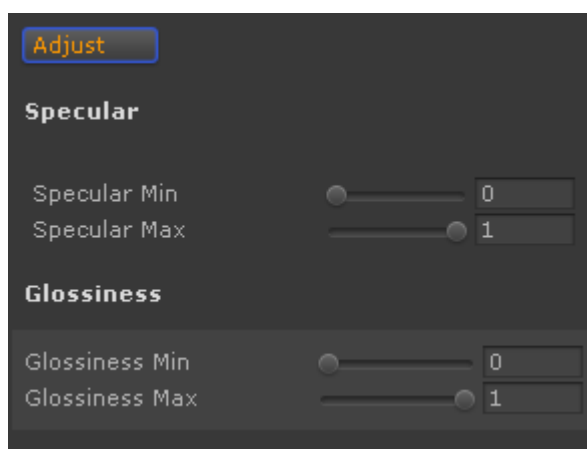 Adjust
Specular
Specular Min 0
Specular Max 1
Glossiness
Glossiness Min 0
Glossiness Max 1